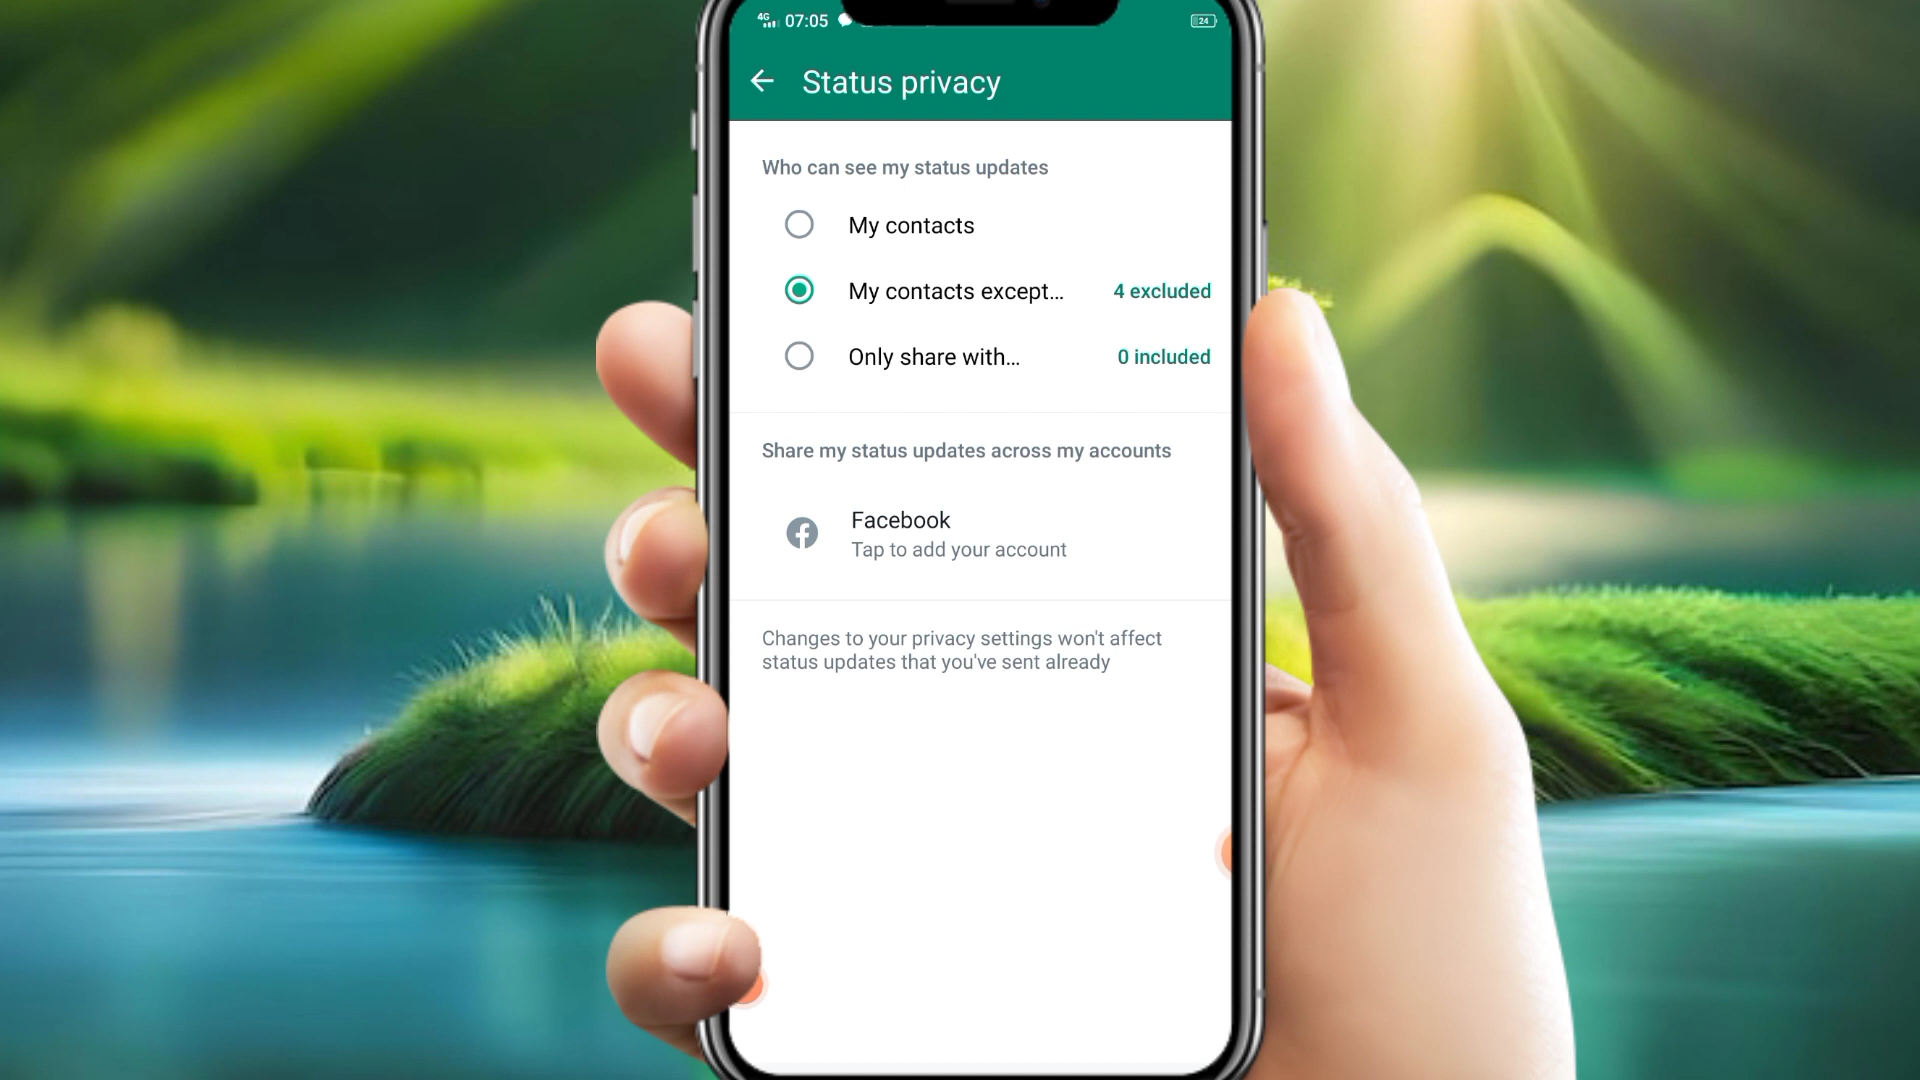 4G 07:05 24
Status privacy
Who can see my status updates
My contacts
My contacts except... 4 excluded
Only share with... 0 included
Share my status updates across my accounts
Facebook
Tap to add your account
Changes to your privacy settings won't affect
status updates that you've sent already